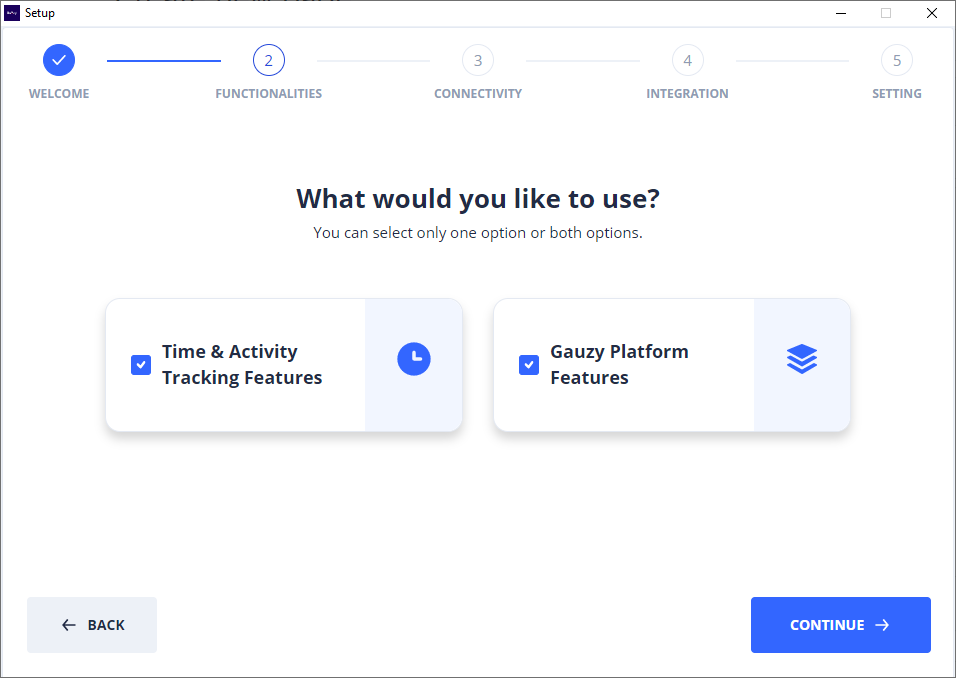 Setup
2
3
4
5
WELCOME
FUNCTIONALITIES
CONNECTIVITY
INTEGRATION
SETTING
What would you like to use?
You can select only one option or both options.
Time & Activity
Tracking Features
Gauzy Platform
Features
BACK
CONTINUE